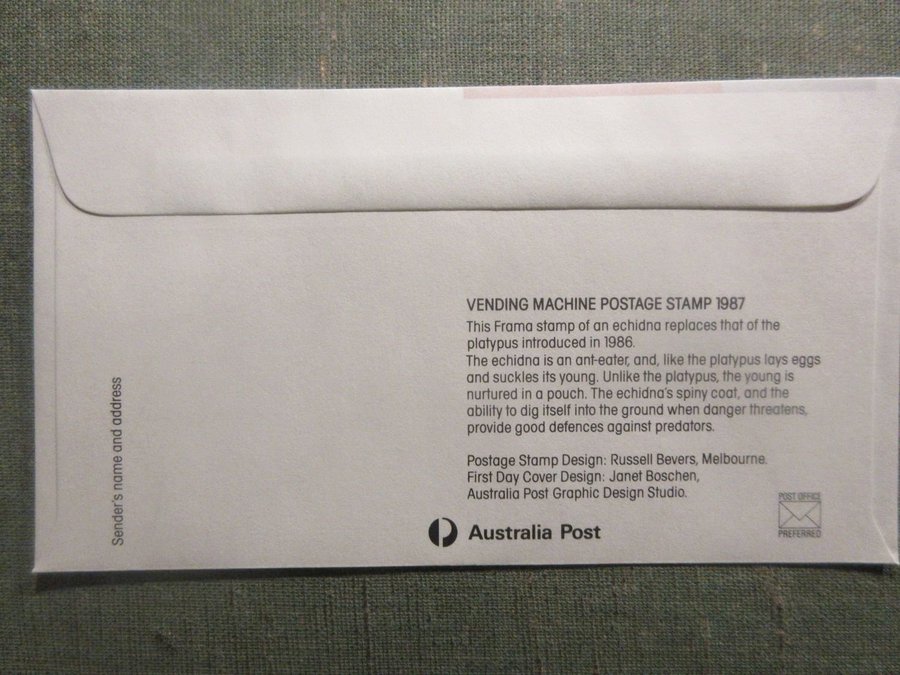 VENDING MACHINE POSTAGE STAMP 1987
This Frama stamp of an echidna replaces that of the
platypus introduced in 1986.
The echidna is an ant-eater, and, like the platypus lays eggs
and suckles its young. Unlike the platypus, the young is
nurtured in a pouch. The echidna's spiny coat, and the
ability to dig itself into the ground when danger threatens,
provide good defences against predators.
Postage Stamp Design: Russell Bevers, Melbourne.
First Day Cover Design: Janet Boschen,
Australia Post Graphic Design Studio.
Sender's name and address
Australia Post
POST OFFICE
PREFERRED